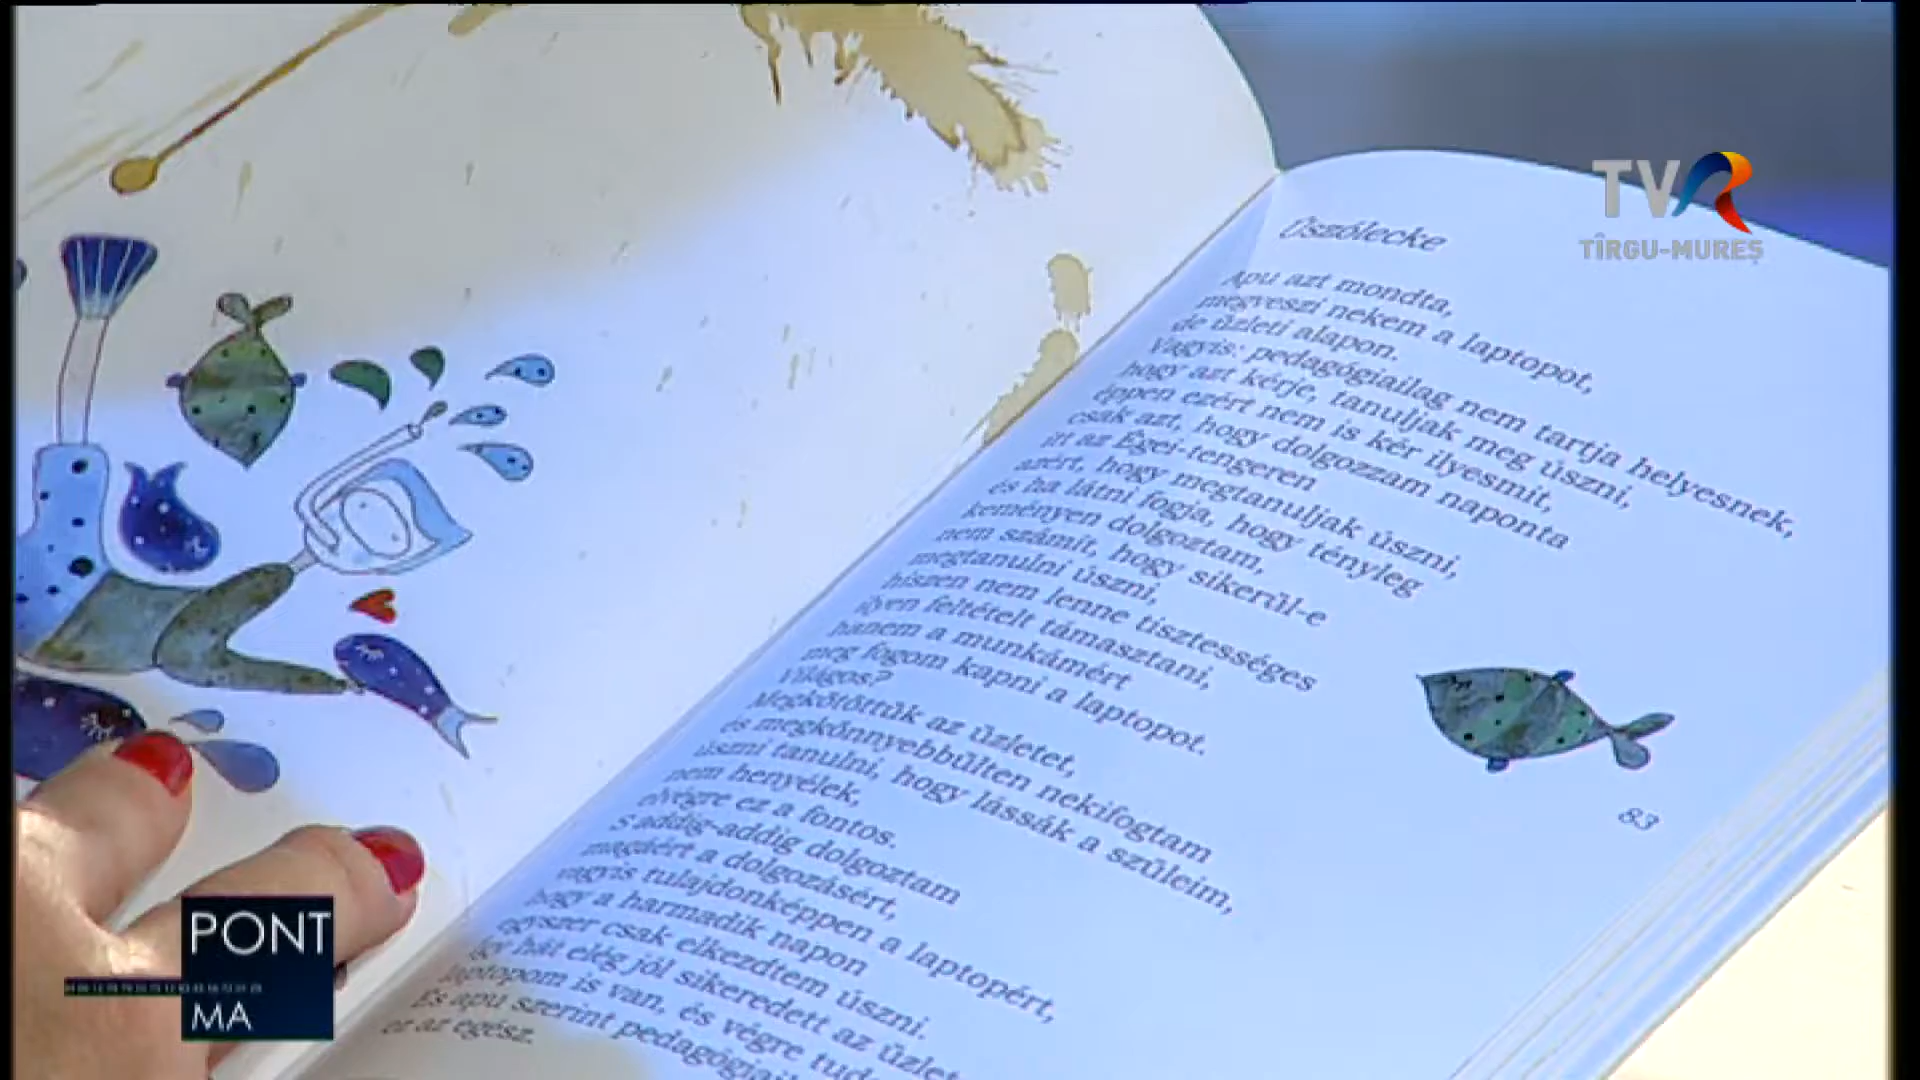 TVR
TÎRGU-MUREȘ
Úszólecke
Apu azt mondta,
megveszi nekem a laptopot,
de üzleti alapon.
Vagyis: pedagógiailag nem tartja helyesnek,
hogy azt kérje, tanuljak meg úszni,
éppen ezért nem is kér ilyesmit,
csak azt, hogy dolgozzam naponta
itt az Égei-tengeren
azért, hogy megtanuljak úszni,
és ha látni fogja, hogy tényleg
keményen dolgoztam,
nem számít, hogy sikerül-e
megtanulni úszni,
hiszen nem lenne tisztességes
ilyen feltételt támasztani,
hanem a munkámért
meg fogom kapni a laptopot.
Világos?
Megkötöttük az üzletet,
és megkönnyebbülten nekifogtam
úszni tanulni, hogy lássák a szüleim,
nem henyélek,
elvégre ez a fontos.
S addig-addig dolgoztam
magáért a dolgozásért,
vagyis tulajdonképpen a laptopért,
hogy a harmadik napon
egyszer csak elkezdtem úszni.
Így hát elég jól sikeredett az üzlet
laptopom is van, és végre
És apu szerint
ez az egész.
83
PONT
MA